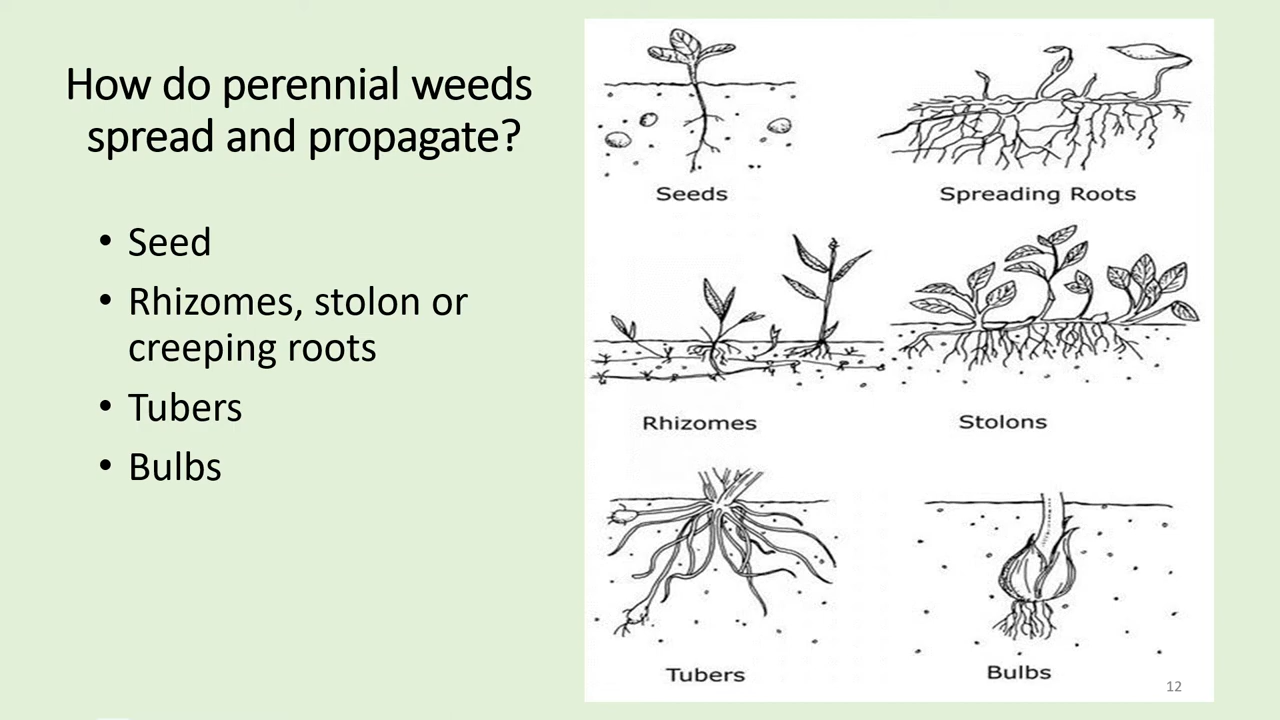 How do perennial weeds
spread and propagate?
• Seed
• Rhizomes, stolon or
creeping roots
• Tubers
• Bulbs
Seeds
Spreading Roots
Rhizomes
Stolons
Tubers
Bulbs
12